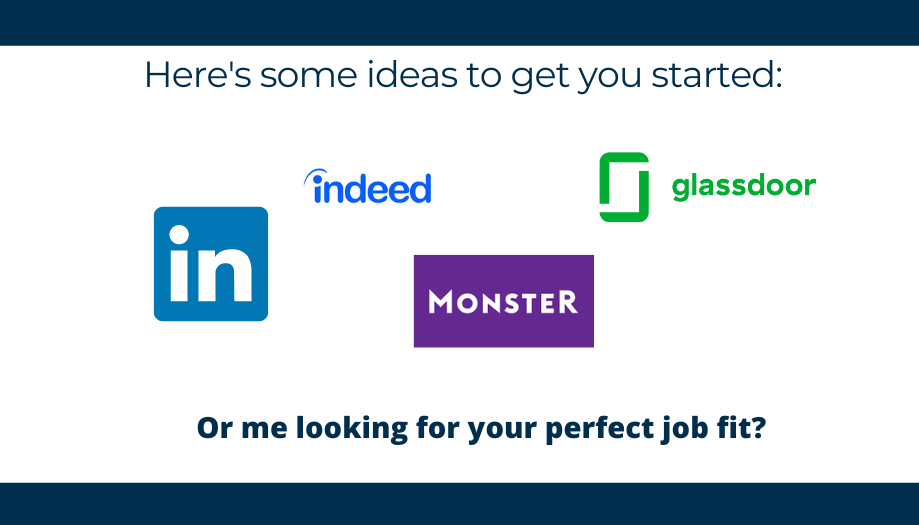 Here's some ideas to get you started:
indeed
glassdoor
in
MONSTER
Or me looking for your perfect job fit?